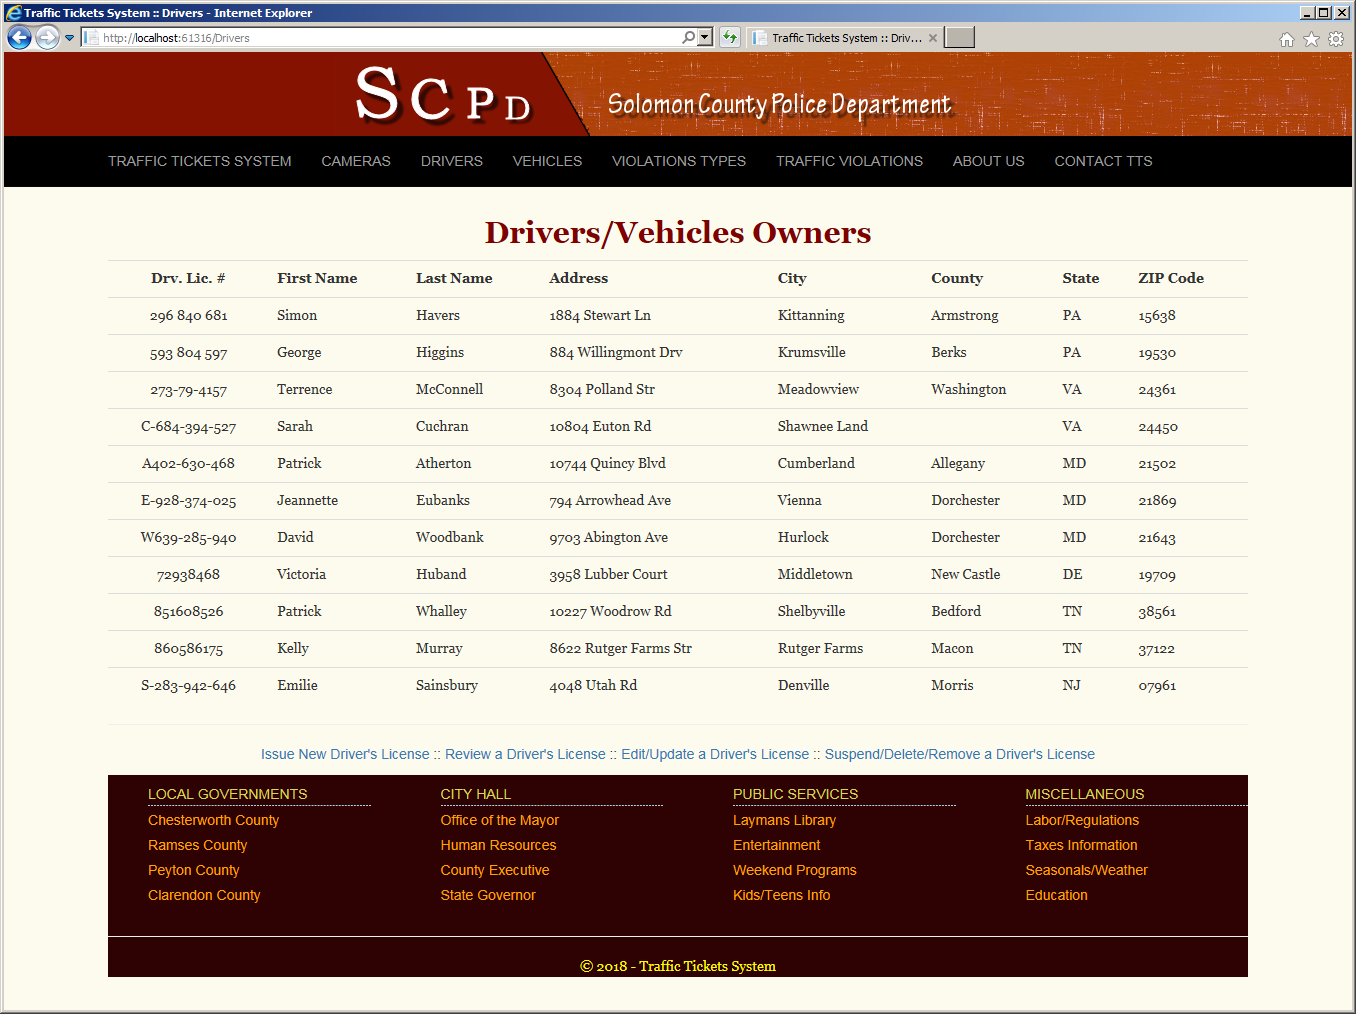 Traffic Tickets System :: Drivers - Internet Explorer
http://localhost:61316/Drivers
Traffic Tickets System :: Driv...
SCPD
Solomon County Police Department
TRAFFIC TICKETS SYSTEM CAMERAS DRIVERS VEHICLES VIOLATIONS TYPES TRAFFIC VIOLATIONS ABOUT US CONTACT TTS
Drivers/Vehicles Owners
Drv. Lic. # First Name Last Name Address City County State ZIP Code
296 840 681 Simon Havers 1884 Stewart Ln Kittanning Armstrong PA 15638
593 804 597 George Higgins 884 Willingmont Drv Krumsville Berks PA 19530
273-79-4157 Terrence McConnell 8304 Polland Str Meadowview Washington VA 24361
C-684-394-527 Sarah Cuchran 10804 Euton Rd Shawnee Land VA 24450
A402-630-468 Patrick Atherton 10744 Quincy Blvd Cumberland Allegany MD 21502
E-928-374-025 Jeannette Eubanks 794 Arrowhead Ave Vienna Dorchester MD 21869
W639-285-940 David Woodbank 9703 Abington Ave Hurlock Dorchester MD 21643
72938468 Victoria Huband 3958 Lubber Court Middletown New Castle DE 19709
851608526 Patrick Whalley 10227 Woodrow Rd Shelbyville Bedford TN 38561
860586175 Kelly Murray 8622 Rutger Farms Str Rutger Farms Macon TN 37122
S-283-942-646 Emilie Sainsbury 4048 Utah Rd Denville Morris NJ 07961
Issue New Driver's License :: Review a Driver's License :: Edit/Update a Driver's License :: Suspend/Delete/Remove a Driver's License
LOCAL GOVERNMENTS CITY HALL PUBLIC SERVICES MISCELLANEOUS
Chesterworth County Office of the Mayor Laymans Library Labor/Regulations
Ramses County Human Resources Entertainment Taxes Information
Peyton County County Executive Weekend Programs Seasonals/Weather
Clarendon County State Governor Kids/Teens Info Education
© 2018 - Traffic Tickets System